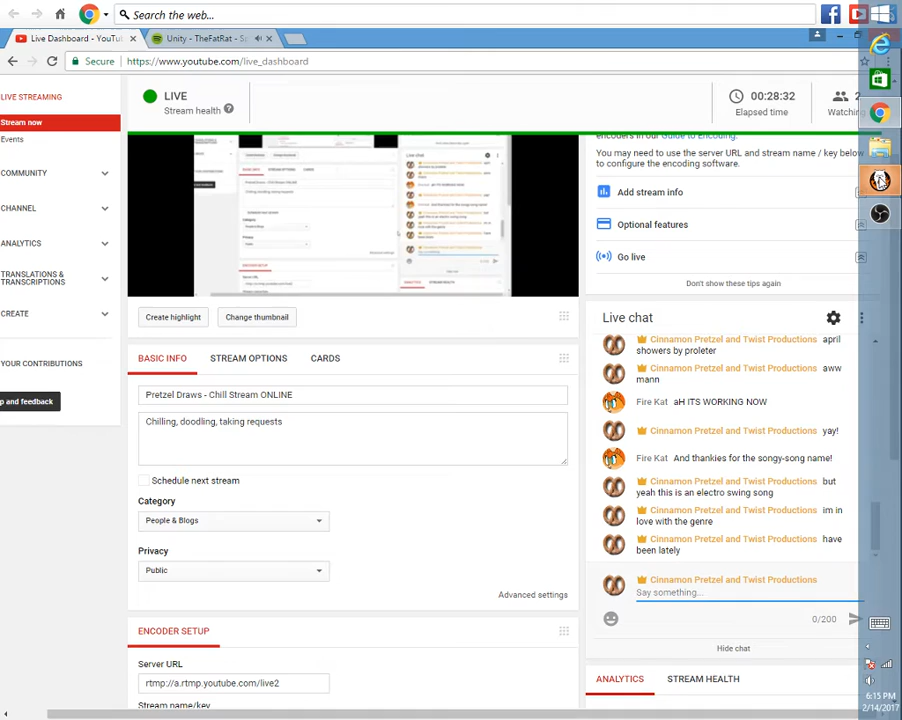 Search the web...
Live Dashboard - YouTu
Unity - TheFatRat - S
Secure https://www.youtube.com/live_dashboard
LIVE STREAMING
Stream now
Events
COMMUNITY
CHANNEL
ANALYTICS
TRANSLATIONS &
TRANSCRIPTIONS
CREATE
YOUR CONTRIBUTIONS
p and feedback
LIVE
Stream health
00:28:32
Elapsed time
2
Watching
Create highlight
Change thumbnail
BASIC INFO
STREAM OPTIONS
CARDS
Pretzel Draws - Chill Stream ONLINE
Chilling, doodling, taking requests
Schedule next stream
Category
People & Blogs
Privacy
Public
Advanced settings
ENCODER SETUP
Server URL
rtmp://a.rtmp.youtube.com/live2
Stream name/key
encoders in our Guide to Encoding.
You may need to use the server URL and stream name / key below
to configure the encoding software.
Add stream info
Optional features
Go live
Don't show these tips again
Live chat
Cinnamon Pretzel and Twist Productions april
showers by proleter
Cinnamon Pretzel and Twist Productions aww
mann
Fire Kat aH ITS WORKING NOW
Cinnamon Pretzel and Twist Productions yay!
Fire Kat And thankies for the songy-song name!
Cinnamon Pretzel and Twist Productions but
yeah this is an electro swing song
Cinnamon Pretzel and Twist Productions im in
love with the genre
Cinnamon Pretzel and Twist Productions have
been lately
Cinnamon Pretzel and Twist Productions
Say something...
0/200
Hide chat
ANALYTICS
STREAM HEALTH
6:15 PM
2/14/2017